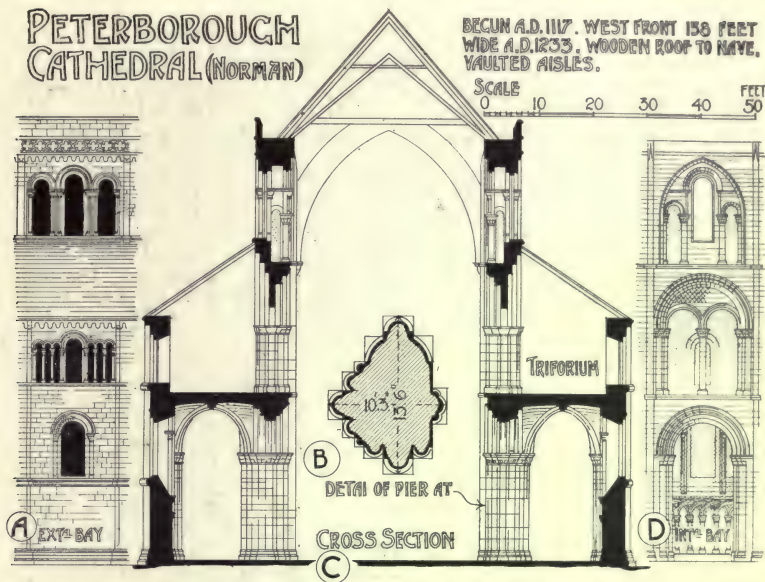 PETERBOROUGH
CATHEDRAL (NORMAN)
BEGUN A.D. 1117. WEST FRONT 158 FEET
WIDE A.D. 1233. WOODEN ROOF TO NAVE.
VAULTED AISLES.
SCALE
FEET
0 10 20 30 40 50
TRIFORIUM
10'.3"
13'.6"
B
DETAI OF PIER AT
A EXTL BAY
CROSS SECTION
C
D INTL BAY